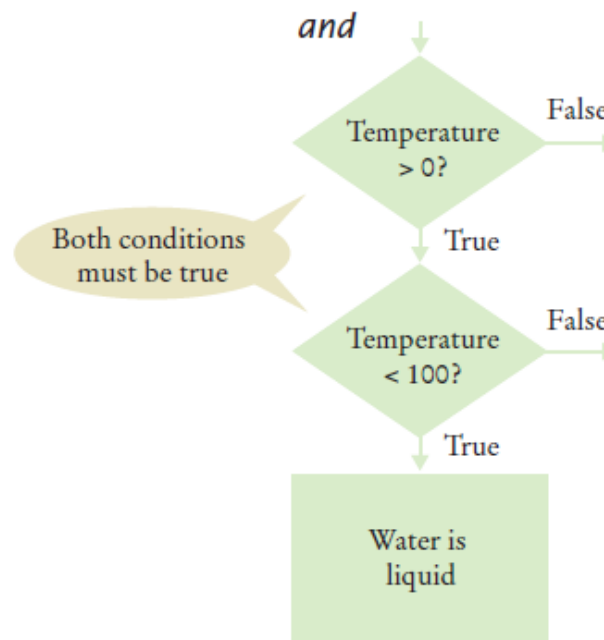 and
Temperature
> 0?
False
Both conditions
must be true
True
Temperature
< 100?
False
True
Water is
liquid